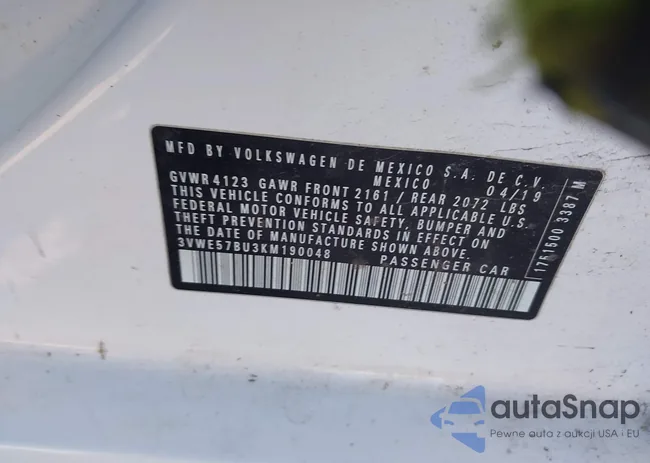 MFD BY VOLKSWAGEN DE MEXICO S.A. DE C.V.
MEXICO 04/19
GVWR 4123 GAWR FRONT 2161 / REAR 2072 LBS
THIS VEHICLE CONFORMS TO ALL APPLICABLE U.S.
FEDERAL MOTOR VEHICLE SAFETY, BUMPER AND
THEFT PREVENTION STANDARDS IN EFFECT ON
THE DATE OF MANUFACTURE SHOWN ABOVE.
3VWE57BU3KM190048 PASSENGER CAR
1751500 3387 M
autaSnap
Pewne auta z aukcji USA i EU